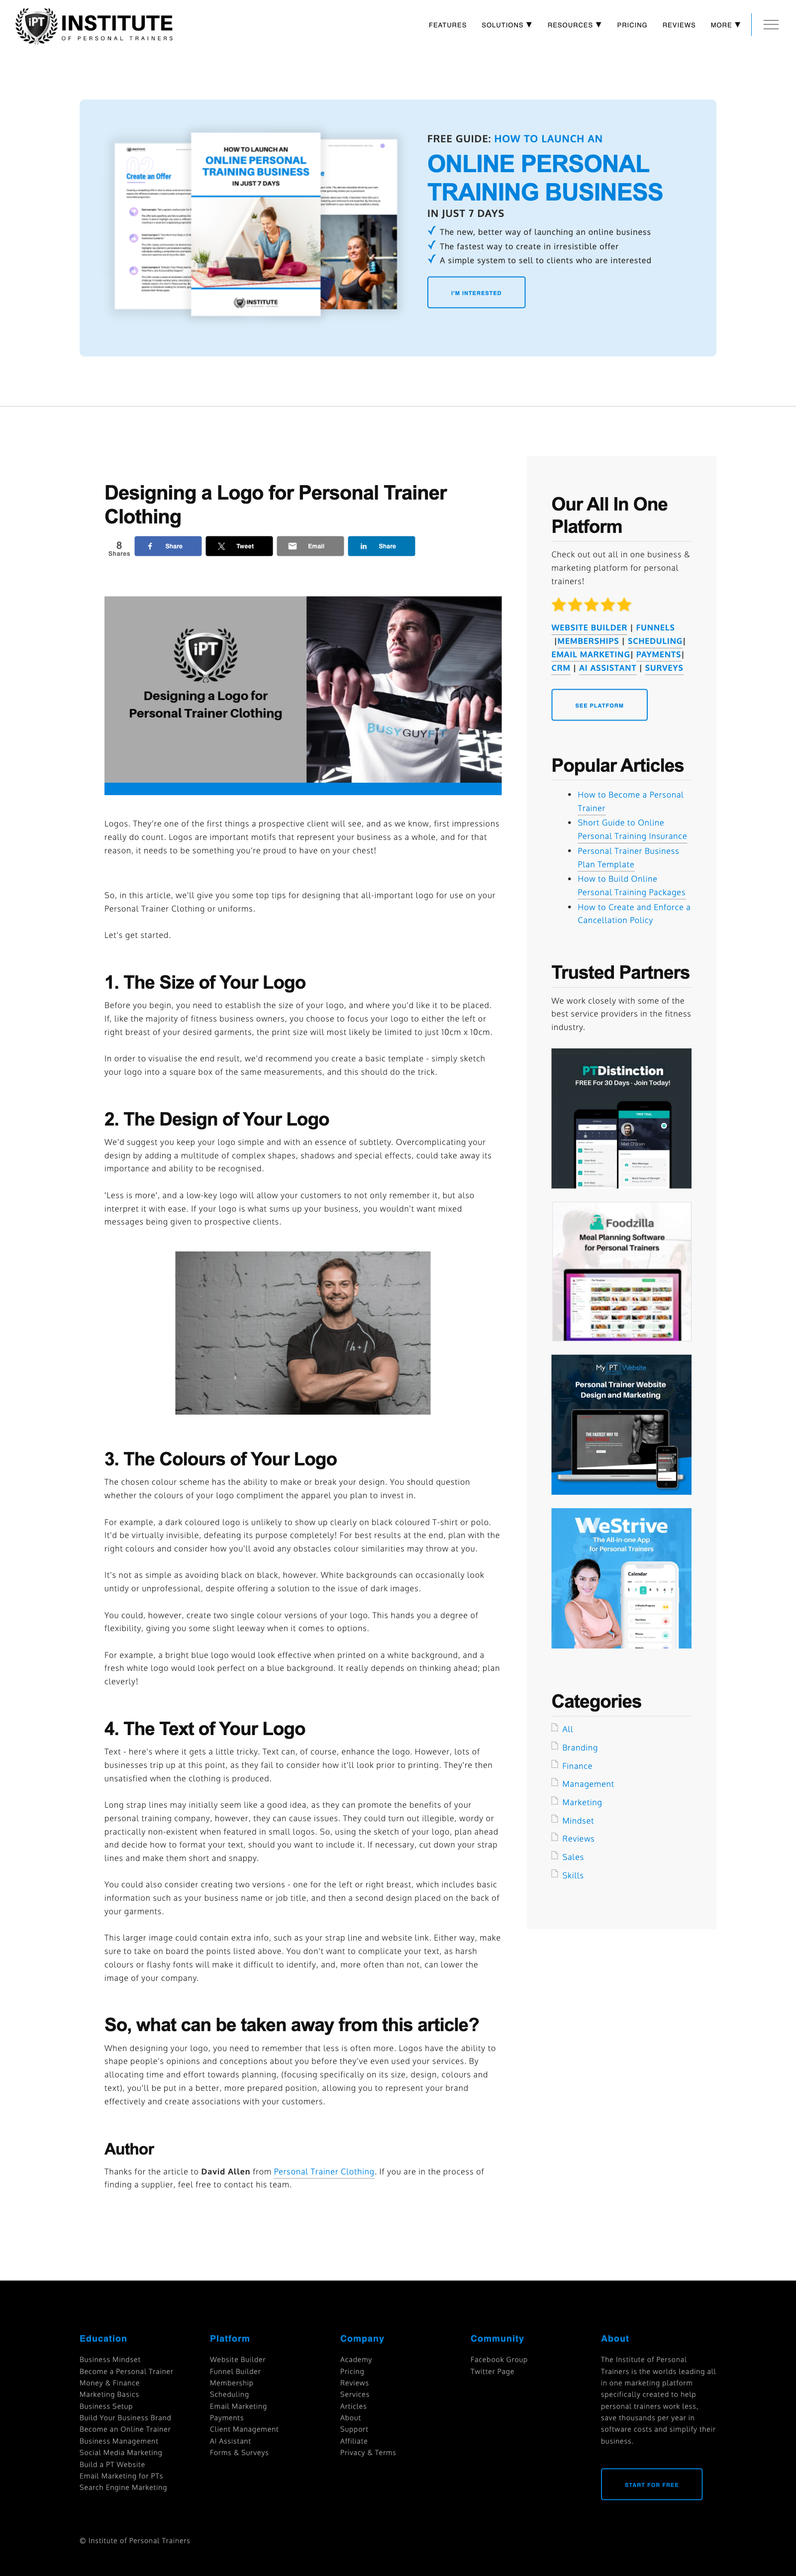 iPT
INSTITUTE
OF PERSONAL TRAINERS
FEATURES
SOLUTIONS ▼
RESOURCES ▼
PRICING
REVIEWS
MORE ▼
Create an Offer
HOW TO LAUNCH AN
ONLINE PERSONAL
TRAINING BUSINESS
IN JUST 7 DAYS
INSTITUTE
FREE GUIDE: HOW TO LAUNCH AN
ONLINE PERSONAL
TRAINING BUSINESS
IN JUST 7 DAYS
✓ The new, better way of launching an online business
✓ The fastest way to create in irresistible offer
✓ A simple system to sell to clients who are interested
I'M INTERESTED
Designing a Logo for Personal Trainer
Clothing
8
Shares
Share
Tweet
Email
Share
iPT
Designing a Logo for
Personal Trainer Clothing
BUSYGUYFIT
Logos. They're one of the first things a prospective client will see, and as we know, first impressions
really do count. Logos are important motifs that represent your business as a whole, and for that
reason, it needs to be something you're proud to have on your chest!
So, in this article, we'll give you some top tips for designing that all-important logo for use on your
Personal Trainer Clothing or uniforms.
Let's get started.
1. The Size of Your Logo
Before you begin, you need to establish the size of your logo, and where you'd like it to be placed.
If, like the majority of fitness business owners, you choose to focus your logo to either the left or
right breast of your desired garments, the print size will most likely be limited to just 10cm x 10cm.
In order to visualise the end result, we'd recommend you create a basic template - simply sketch
your logo into a square box of the same measurements, and this should do the trick.
2. The Design of Your Logo
We'd suggest you keep your logo simple and with an essence of subtlety. Overcomplicating your
design by adding a multitude of complex shapes, shadows and special effects, could take away its
importance and ability to be recognised.
'Less is more', and a low-key logo will allow your customers to not only remember it, but also
interpret it with ease. If your logo is what sums up your business, you wouldn't want mixed
messages being given to prospective clients.
[h+]
3. The Colours of Your Logo
The chosen colour scheme has the ability to make or break your design. You should question
whether the colours of your logo compliment the apparel you plan to invest in.
For example, a dark coloured logo is unlikely to show up clearly on black coloured T-shirt or polo.
It'd be virtually invisible, defeating its purpose completely! For best results at the end, plan with the
right colours and consider how you'll avoid any obstacles colour similarities may throw at you.
It's not as simple as avoiding black on black, however. White backgrounds can occasionally look
untidy or unprofessional, despite offering a solution to the issue of dark images.
You could, however, create two single colour versions of your logo. This hands you a degree of
flexibility, giving you some slight leeway when it comes to options.
For example, a bright blue logo would look effective when printed on a white background, and a
fresh white logo would look perfect on a blue background. It really depends on thinking ahead; plan
cleverly!
4. The Text of Your Logo
Text - here's where it gets a little tricky. Text can, of course, enhance the logo. However, lots of
businesses trip up at this point, as they fail to consider how it'll look prior to printing. They're then
unsatisfied when the clothing is produced.
Long strap lines may initially seem like a good idea, as they can promote the benefits of your
personal training company, however, they can cause issues. They could turn out illegible, wordy or
practically non-existent when featured in small logos. So, using the sketch of your logo, plan ahead
and decide how to format your text, should you want to include it. If necessary, cut down your strap
lines and make them short and snappy.
You could also consider creating two versions - one for the left or right breast, which includes basic
information such as your business name or job title, and then a second design placed on the back of
your garments.
This larger image could contain extra info, such as your strap line and website link. Either way, make
sure to take on board the points listed above. You don't want to complicate your text, as harsh
colours or flashy fonts will make it difficult to identify, and, more often than not, can lower the
image of your company.
So, what can be taken away from this article?
When designing your logo, you need to remember that less is often more. Logos have the ability to
shape people's opinions and conceptions about you before they've even used your services. By
allocating time and effort towards planning, (focusing specifically on its size, design, colours and
text), you'll be put in a better, more prepared position, allowing you to represent your brand
effectively and create associations with your customers.
Author
Thanks for the article to David Allen from Personal Trainer Clothing. If you are in the process of
finding a supplier, feel free to contact his team.
Our All In One
Platform
Check out out all in one business &
marketing platform for personal
trainers!
WEBSITE BUILDER | FUNNELS
|MEMBERSHIPS | SCHEDULING|
EMAIL MARKETING| PAYMENTS|
CRM | AI ASSISTANT | SURVEYS
SEE PLATFORM
Popular Articles
How to Become a Personal
Trainer
Short Guide to Online
Personal Training Insurance
Personal Trainer Business
Plan Template
How to Build Online
Personal Training Packages
How to Create and Enforce a
Cancellation Policy
Trusted Partners
We work closely with some of the
best service providers in the fitness
industry.
PTDistinction
FREE For 30 Days - Join Today!
Foodzilla
Meal Planning Software
for Personal Trainers
My PT Website
Personal Trainer Website
Design and Marketing
WeStrive
The All-in-one App
for Personal Trainers
Calendar
Categories
All
Branding
Finance
Management
Marketing
Mindset
Reviews
Sales
Skills
Education
Business Mindset
Become a Personal Trainer
Money & Finance
Marketing Basics
Business Setup
Build Your Business Brand
Become an Online Trainer
Business Management
Social Media Marketing
Build a PT Website
Email Marketing for PTs
Search Engine Marketing
Platform
Website Builder
Funnel Builder
Membership
Scheduling
Email Marketing
Payments
Client Management
AI Assistant
Forms & Surveys
Company
Academy
Pricing
Reviews
Services
Articles
About
Support
Affiliate
Privacy & Terms
Community
Facebook Group
Twitter Page
About
The Institute of Personal
Trainers is the worlds leading all
in one marketing platform
specifically created to help
personal trainers work less,
save thousands per year in
software costs and simplify their
business.
START FOR FREE
© Institute of Personal Trainers